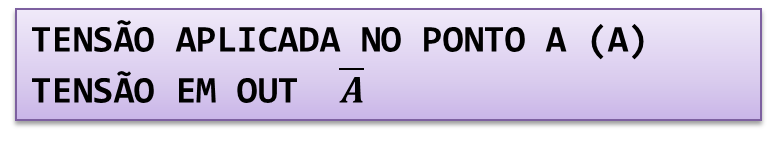 TENSÃO APLICADA NO PONTO A (A)
TENSÃO EM OUT A̅